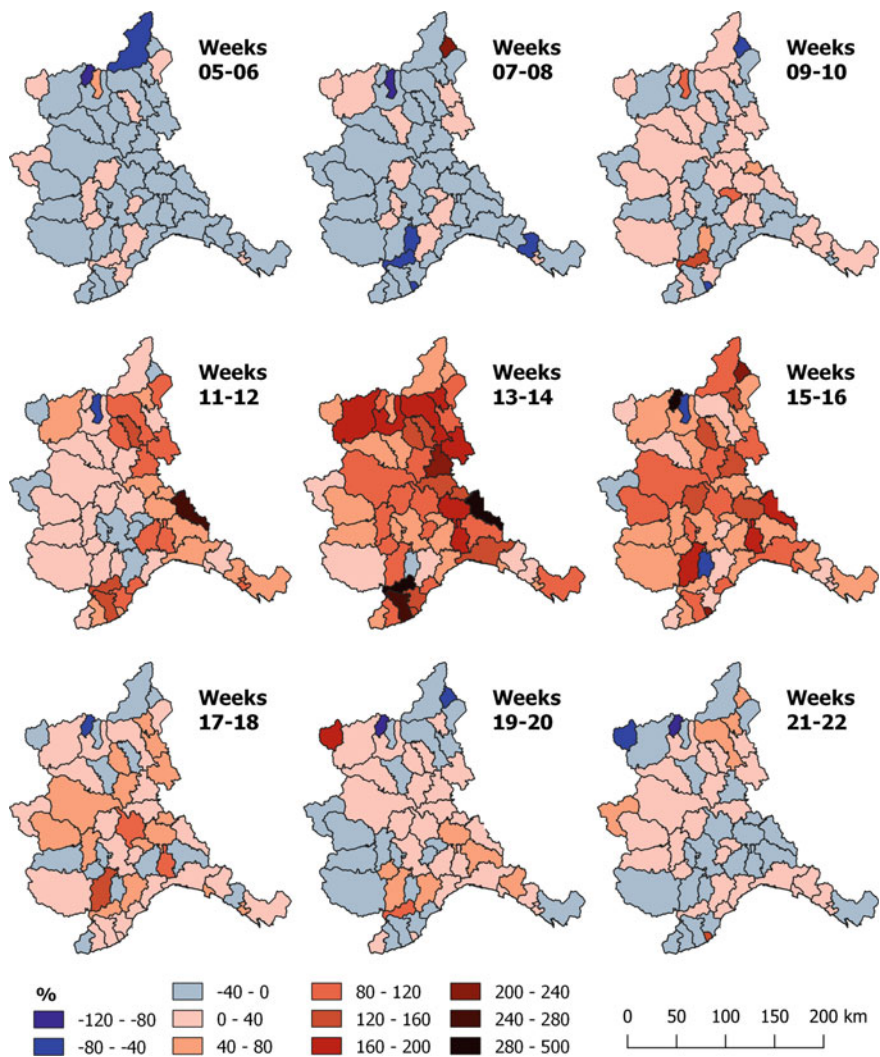 Weeks
05-06
Weeks
07-08
Weeks
09-10
Weeks
11-12
Weeks
13-14
Weeks
15-16
Weeks
17-18
Weeks
19-20
Weeks
21-22
%
-120 - -80
-80 - -40
-40 - 0
0 - 40
40 - 80
80 - 120
120 - 160
160 - 200
200 - 240
240 - 280
280 - 500
0 50 100 150 200 km